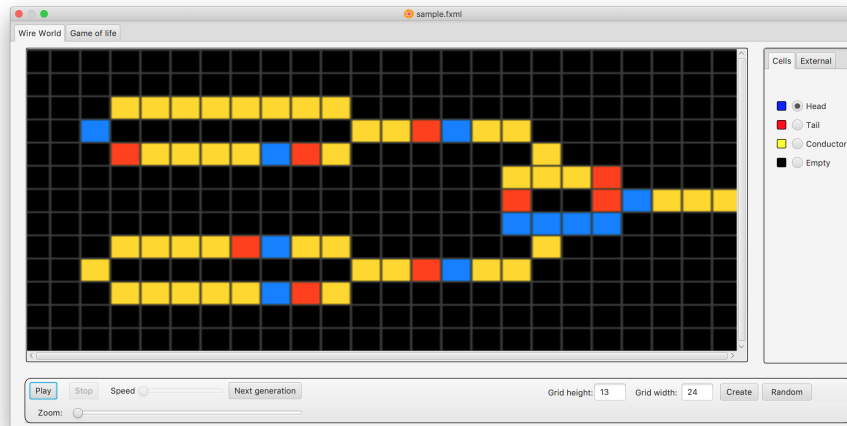 sample.fxml
Wire World Game of life
Cells External
Head
Tail
Conductor
Empty
Play Stop Speed Next generation Grid height: 13 Grid width: 24 Create Random
Zoom: